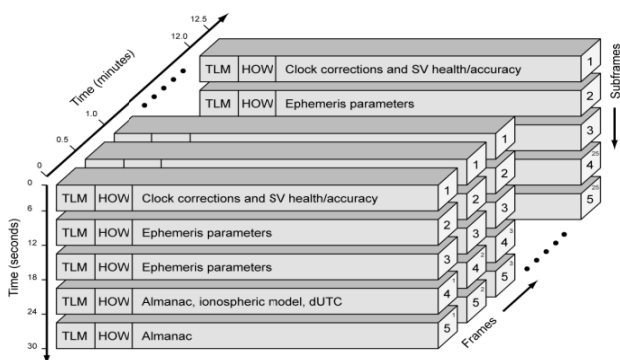 12.5
12.0
Time (minutes)
1.0
0.5
0
TLM HOW Clock corrections and SV health/accuracy 1
TLM HOW Ephemeris parameters 2
3
4 25
5 25
Subframes
1
2
3
4 3
5 3
1
2
3
4 2
5 2
0
TLM HOW Clock corrections and SV health/accuracy 1
6
TLM HOW Ephemeris parameters 2
12
TLM HOW Ephemeris parameters 3
18
TLM HOW Almanac, ionospheric model, dUTC 4 1
24
TLM HOW Almanac 5 1
30
Time (seconds)
Frames